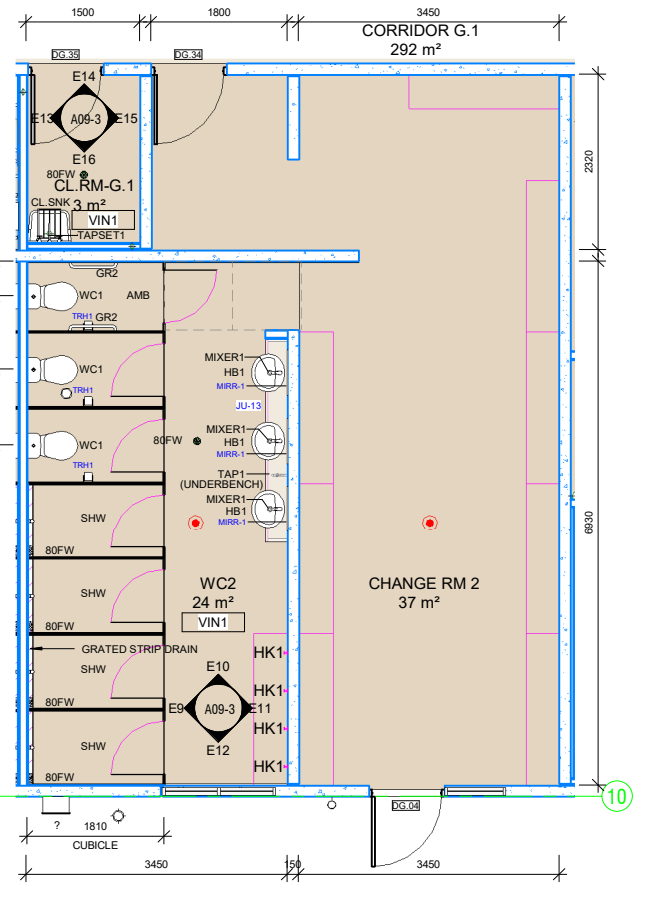 1500
1800
3450
CORRIDOR G.1
292 m²
DG.35
DG.34
E14
E13
A09-3
E15
E16
80FW
CL.RM-G.1
3 m²
CL.SNK
VIN1
TAPSET1
2320
GR2
WC1
AMB
TRH1
GR2
MIXER1
WC1
HB1
TRH1
MIRR-1
JU-13
MIXER1
80FW
HB1
WC1
MIRR-1
TRH1
TAP1
(UNDERBENCH)
MIXER1
HB1
SHW
MIRR-1
6930
80FW
WC2
24 m²
CHANGE RM 2
37 m²
SHW
VIN1
80FW
GRATED STRIP DRAIN
HK1
SHW
E10
HK1
80FW
E9
A09-3
E11
HK1
SHW
E12
HK1
80FW
10
DG.04
?
1810
CUBICLE
3450
150
3450